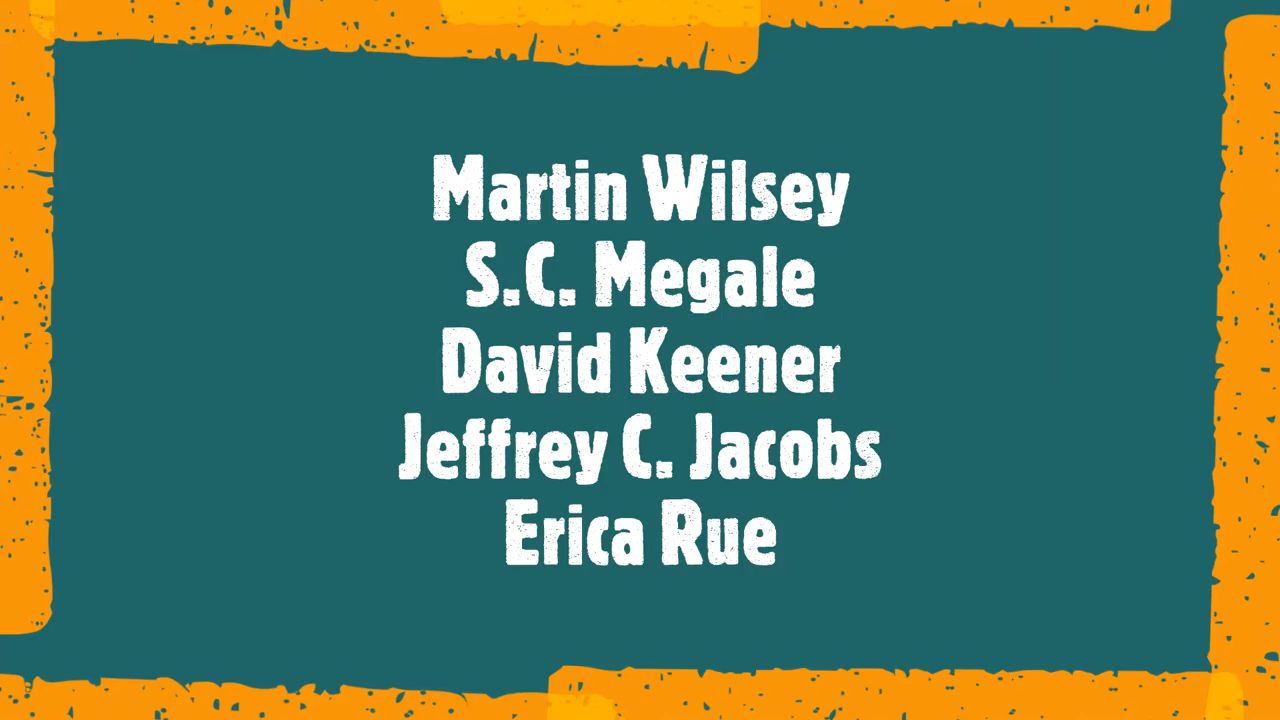 Martin Wilsey
S.C. Megale
David Keener
Jeffrey C. Jacobs
Erica Rue